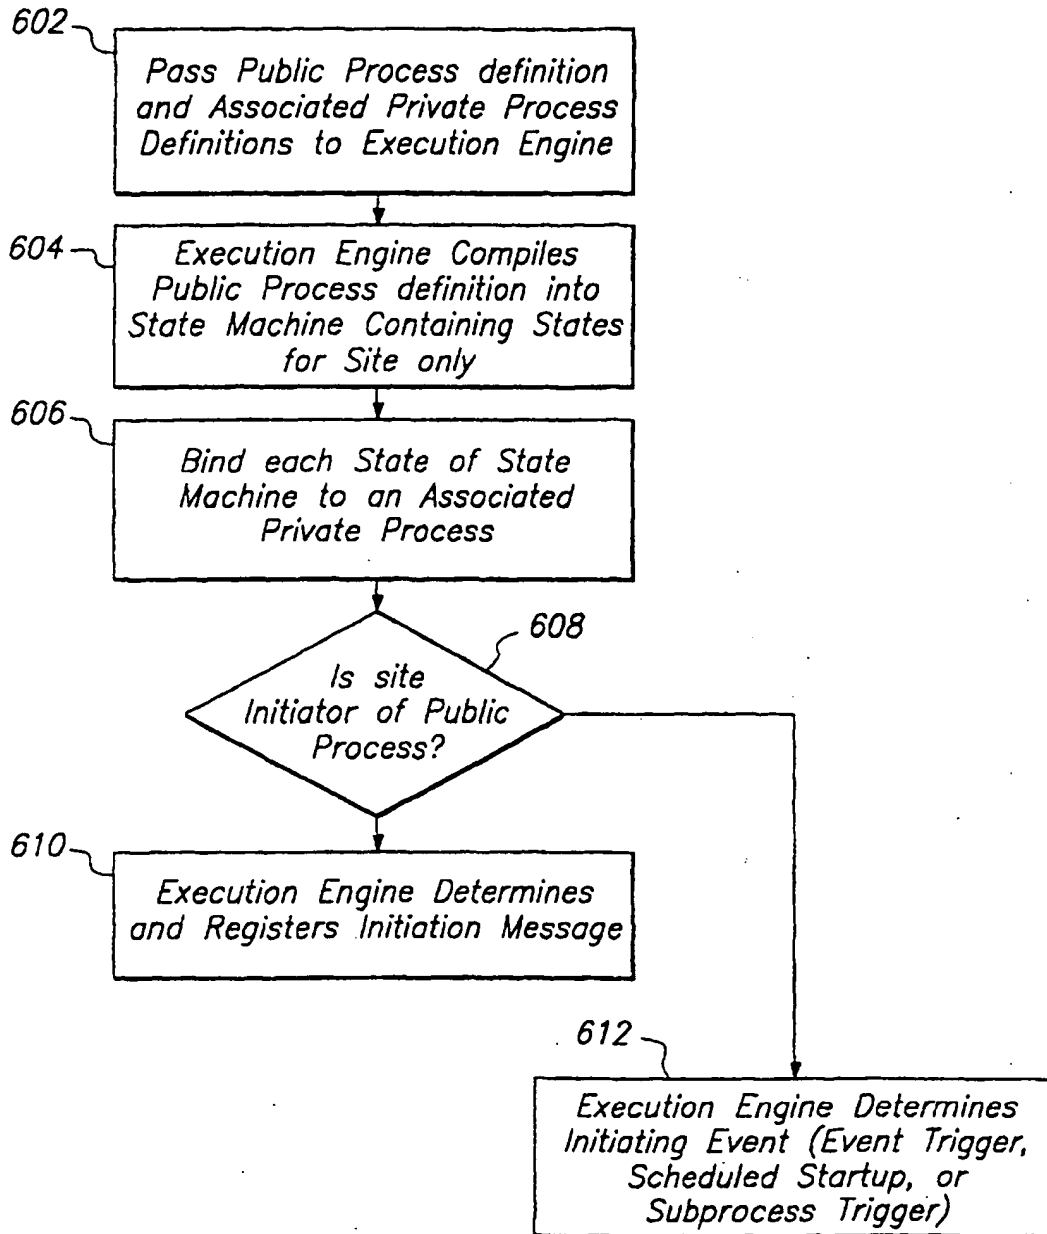 602
Pass Public Process definition
and Associated Private Process
Definitions to Execution Engine
604
Execution Engine Compiles
Public Process definition into
State Machine Containing States
for Site only
606
Bind each State of State
Machine to an Associated
Private Process
608
Is site
Initiator of Public
Process?
610
Execution Engine Determines
and Registers Initiation Message
612
Execution Engine Determines
Initiating Event (Event Trigger,
Scheduled Startup, or
Subprocess Trigger)